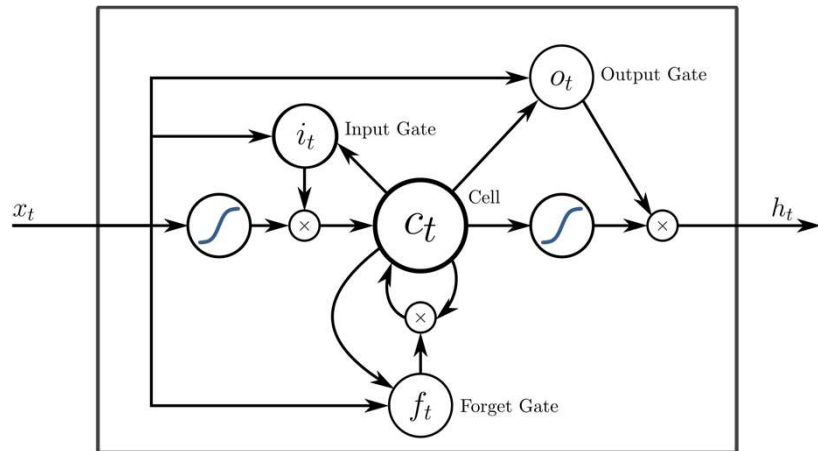 o_t Output Gate
i_t Input Gate
x_t
×
c_t
Cell
×
h_t
×
f_t Forget Gate